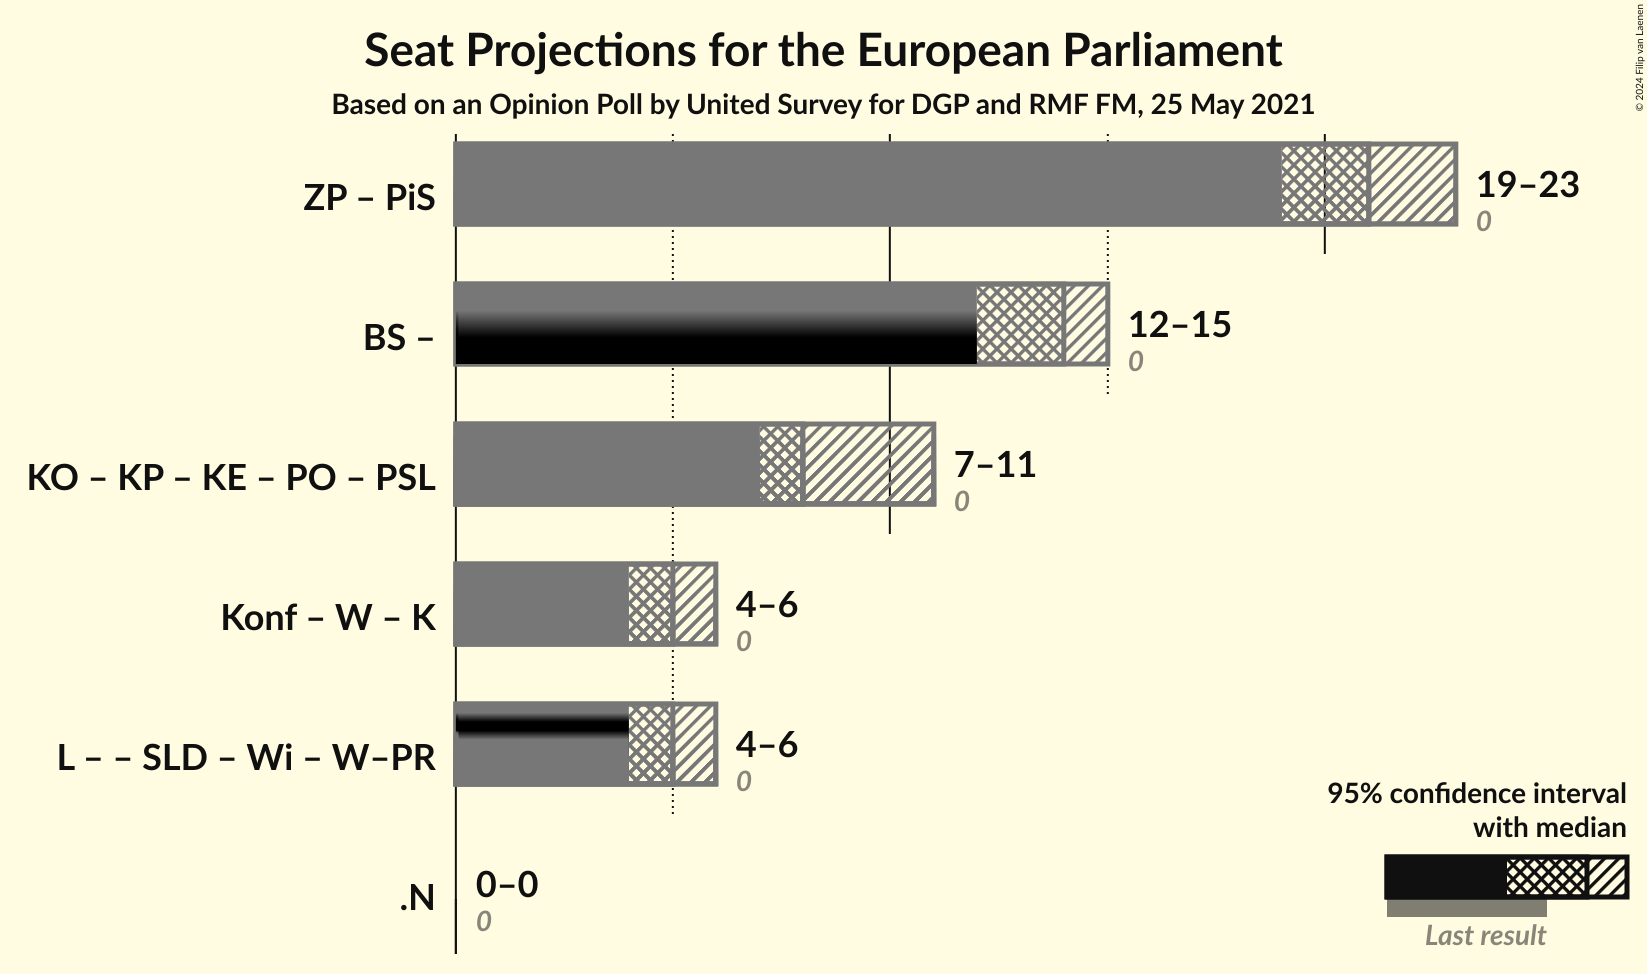 Seat Projections for the European Parliament
Based on an Opinion Poll by United Survey for DGP and RMF FM, 25 May 2021
© 2024 Filip van Laenen
ZP – PiS
19–23
0
BS –
12–15
0
KO – KP – KE – PO – PSL
7–11
0
Konf – W – K
4–6
0
L – – SLD – Wi – W–PR
4–6
0
.N
0–0
0
95% confidence interval
with median
Last result